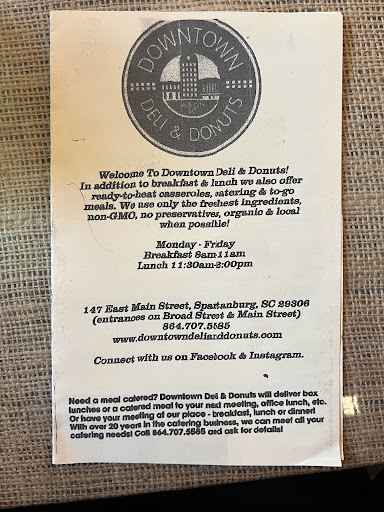 DOWNTOWN
DELI & DONUTS
Welcome To Downtown Deli & Donuts!
In addition to breakfast & lunch we also offer
ready-to-heat casseroles, catering & to-go
meals. We use only the freshest ingredients,
non-GMO, no preservatives, organic & local
when possible!
Monday - Friday
Breakfast 8am-11am
Lunch 11:30am-2:00pm
147 East Main Street, Spartanburg, SC 29306
(entrances on Broad Street & Main Street)
864.707.5585
www.downtowndelianddonuts.com
Connect with us on Facebook & Instagram.
Need a meal catered? Downtown Deli & Donuts will deliver box
lunches or a catered meal to your next meeting, office lunch, etc.
Or have your meeting at our place - breakfast, lunch or dinner!
With over 20 years in the catering business, we can meet all your
catering needs! Call 864.707.5585 and ask for details!